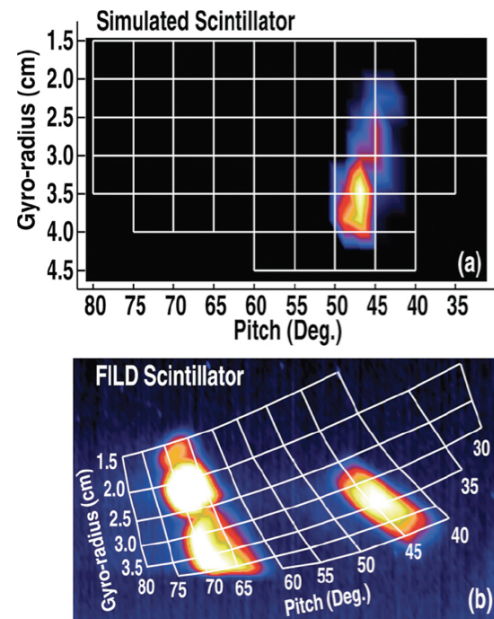 Simulated Scintillator
1.5
2.0
2.5
3.0
3.5
4.0
4.5
Gyro-radius (cm)
(a)
80 75 70 65 60 55 50 45 40 35
Pitch (Deg.)
FILD Scintillator
1.5
2.0
2.5
3.0
3.5
Gyro-radius (cm)
30
35
40
80 75 70 65 60 55 50 45
Pitch (Deg.)
(b)